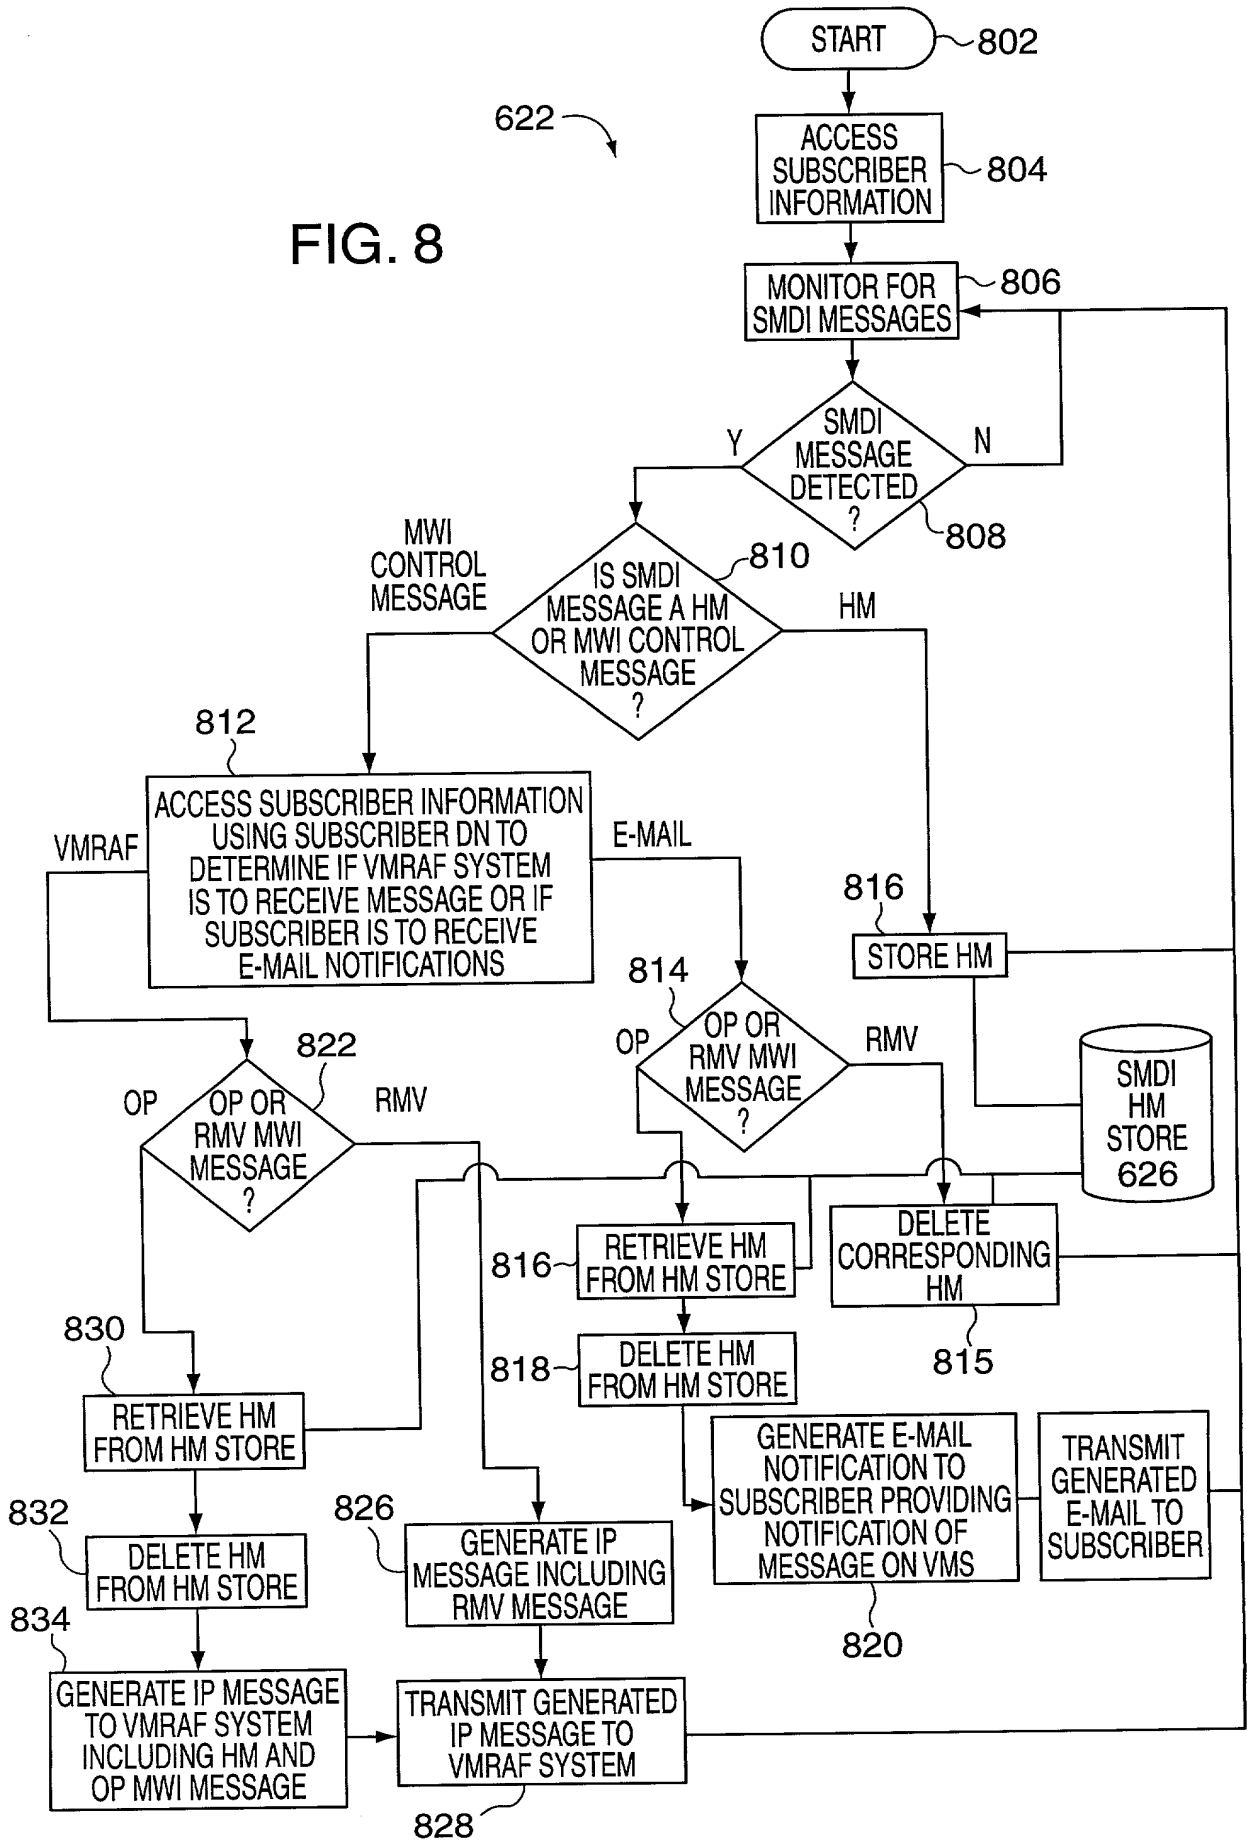 START
802
622
ACCESS
SUBSCRIBER
INFORMATION
804
FIG. 8
MONITOR FOR
SMDI MESSAGES
806
SMDI
MESSAGE
DETECTED
?
Y
N
808
MWI
CONTROL
MESSAGE
810
IS SMDI
MESSAGE A HM
OR MWI CONTROL
MESSAGE
?
HM
812
ACCESS SUBSCRIBER INFORMATION
USING SUBSCRIBER DN TO
DETERMINE IF VMRAF SYSTEM
IS TO RECEIVE MESSAGE OR IF
SUBSCRIBER IS TO RECEIVE
E-MAIL NOTIFICATIONS
VMRAF
E-MAIL
816
STORE HM
814
OP
OP OR
RMV MWI
MESSAGE
?
RMV
SMDI
HM
STORE
626
822
OP
OP OR
RMV MWI
MESSAGE
?
RMV
816
RETRIEVE HM
FROM HM STORE
DELETE
CORRESPONDING
HM
815
818
DELETE HM
FROM HM STORE
830
RETRIEVE HM
FROM HM STORE
GENERATE E-MAIL
NOTIFICATION TO
SUBSCRIBER PROVIDING
NOTIFICATION OF
MESSAGE ON VMS
820
TRANSMIT
GENERATED
E-MAIL TO
SUBSCRIBER
832
DELETE HM
FROM HM STORE
826
GENERATE IP
MESSAGE INCLUDING
RMV MESSAGE
834
GENERATE IP MESSAGE
TO VMRAF SYSTEM
INCLUDING HM AND
OP MWI MESSAGE
TRANSMIT GENERATED
IP MESSAGE TO
VMRAF SYSTEM
828